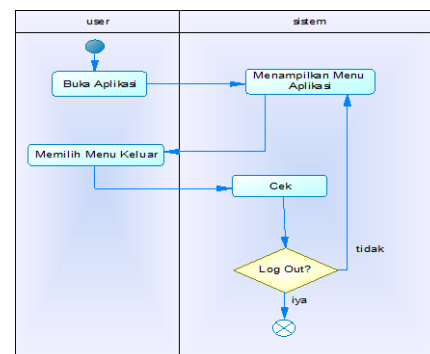 user
sistem
Buka Aplikasi
Menampilkan Menu
Aplikasi
Memilih Menu Keluar
Cek
tidak
Log Out?
iya